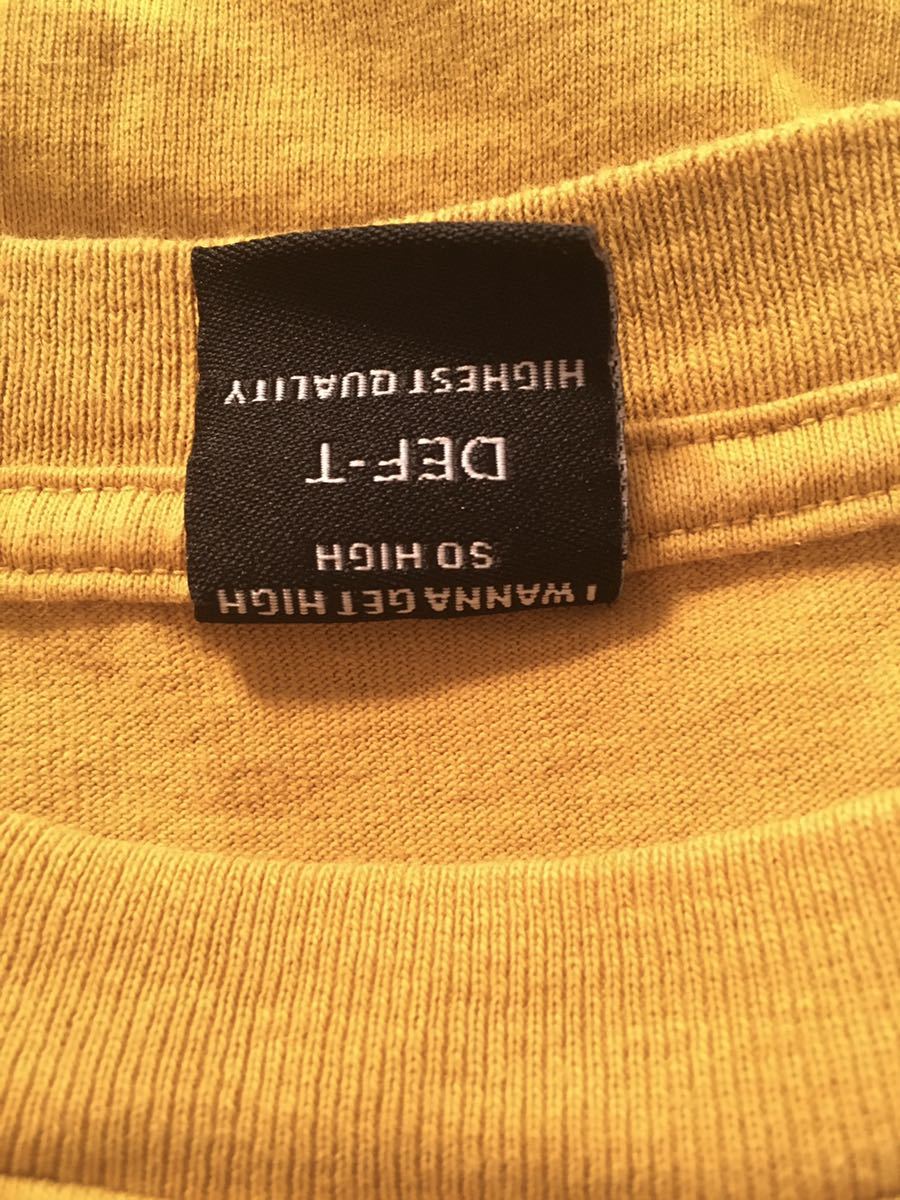 I WANNA GET HIGH
SO HIGH
DEF-T
HIGHEST QUALITY